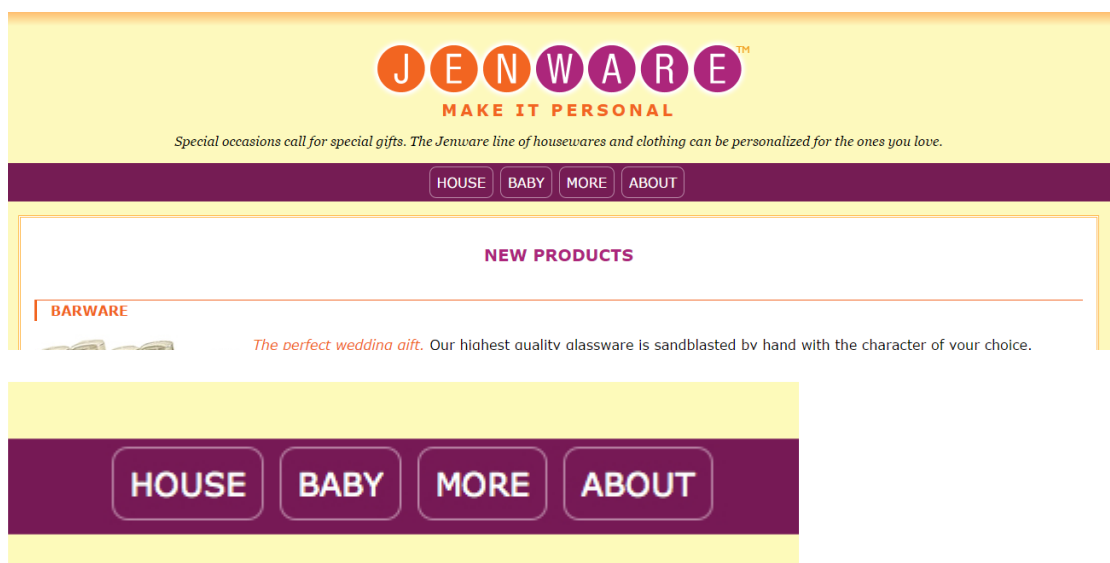 JENWARE™
MAKE IT PERSONAL
Special occasions call for special gifts. The Jenware line of housewares and clothing can be personalized for the ones you love.
HOUSE BABY MORE ABOUT
NEW PRODUCTS
BARWARE
The perfect wedding gift. Our highest quality glassware is sandblasted by hand with the character of your choice.
HOUSE BABY MORE ABOUT